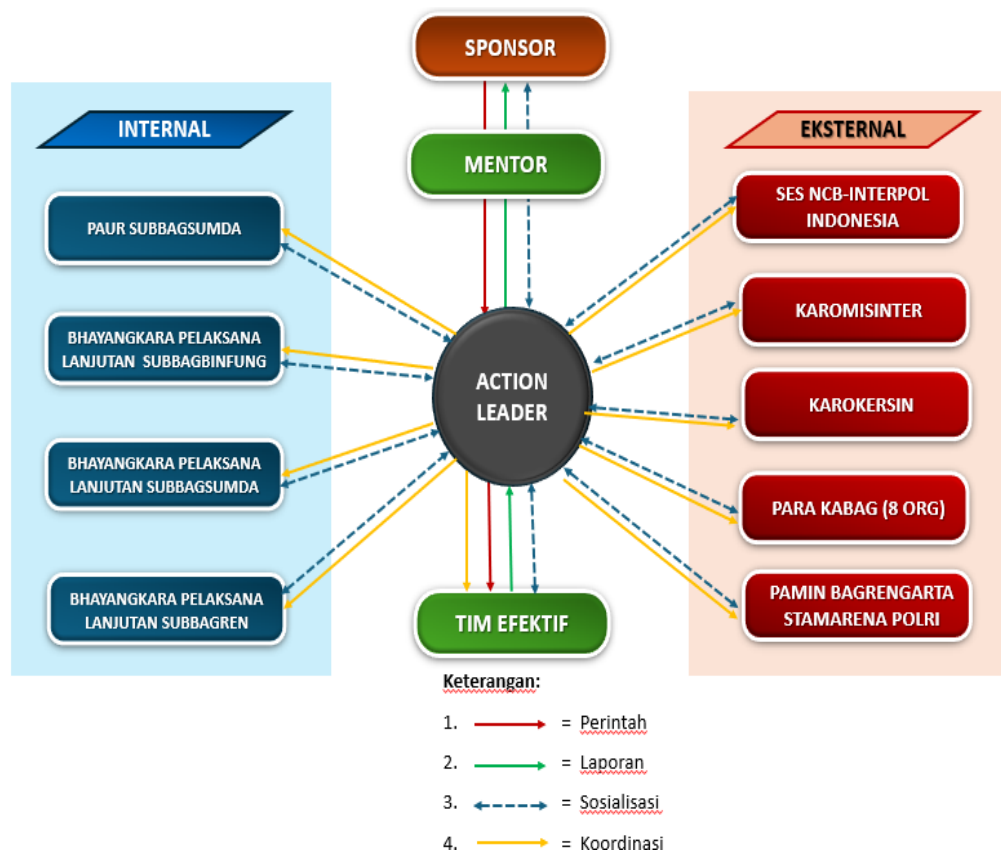 SPONSOR
INTERNAL
MENTOR
EKSTERNAL
PAUR SUBBAGSUMDA
BHAYANGKARA PELAKSANA
LANJUTAN SUBBAGBINFUNG
BHAYANGKARA PELAKSANA
LANJUTAN SUBBAGSUMDA
BHAYANGKARA PELAKSANA
LANJUTAN SUBBAGREN
ACTION
LEADER
SES NCB-INTERPOL
INDONESIA
KAROMISINTER
KAROKERSIN
PARA KABAG (8 ORG)
PAMIN BAGRENGARTA
STAMARENA POLRI
TIM EFEKTIF
Keterangan:
1. = Perintah
2. = Laporan
3. = Sosialisasi
4. = Koordinasi